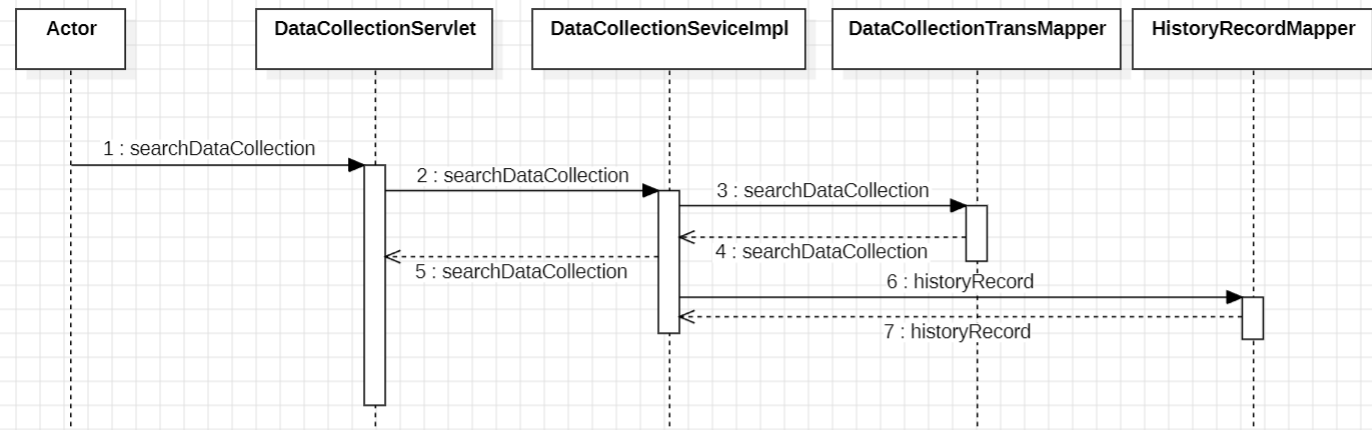 Actor
DataCollectionServlet
DataCollectionSeviceImpl
DataCollectionTransMapper
HistoryRecordMapper
1 : searchDataCollection
2 : searchDataCollection
3 : searchDataCollection
4 : searchDataCollection
5 : searchDataCollection
6 : historyRecord
7 : historyRecord